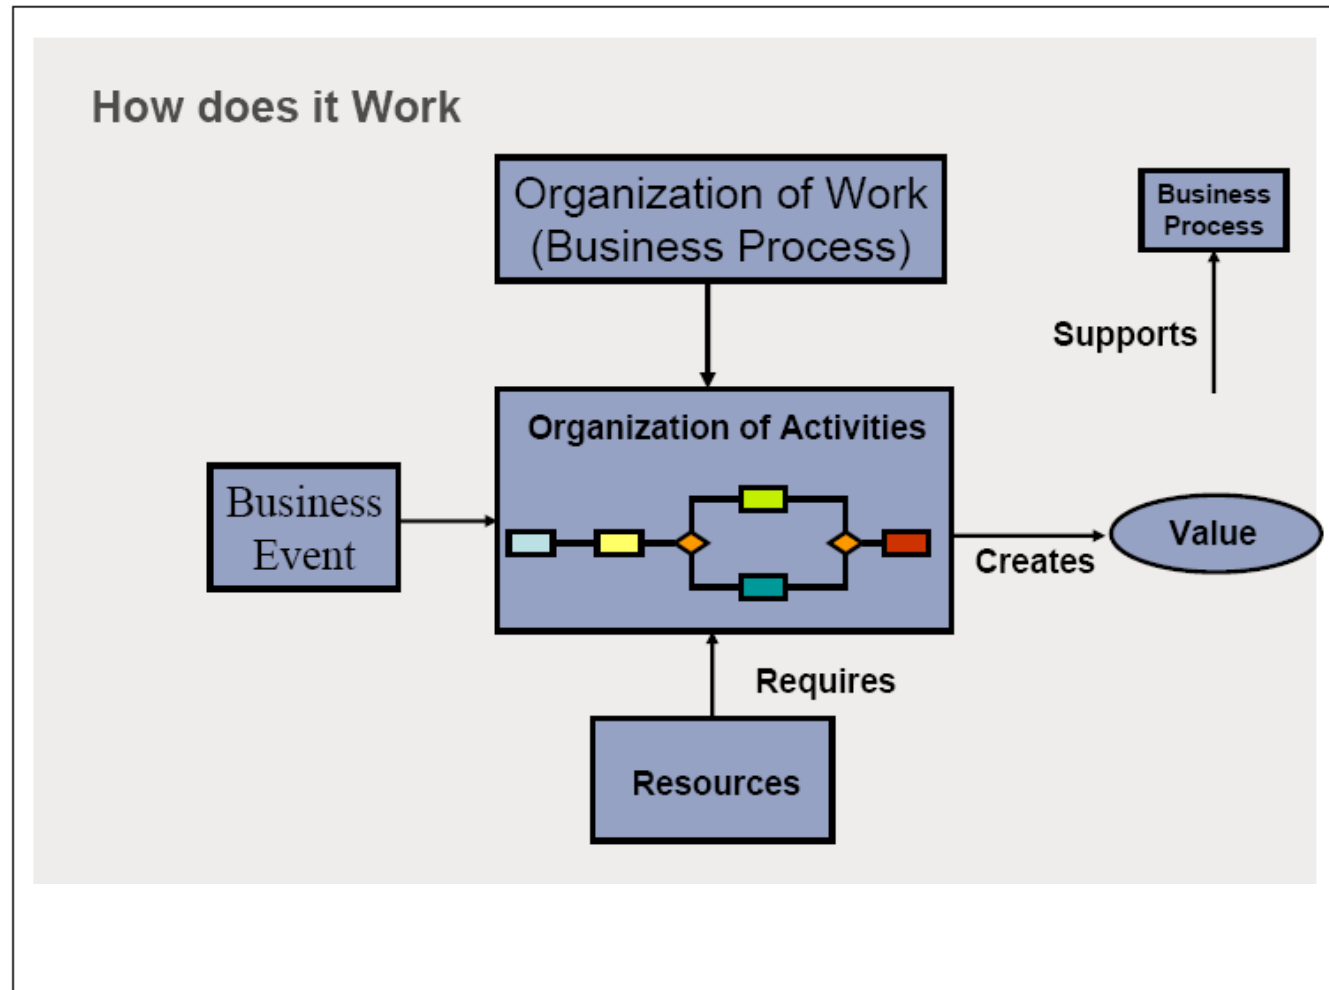 How does it Work
Organization of Work
(Business Process)
Business
Process
Supports
Organization of Activities
Business
Event
Value
Creates
Requires
Resources